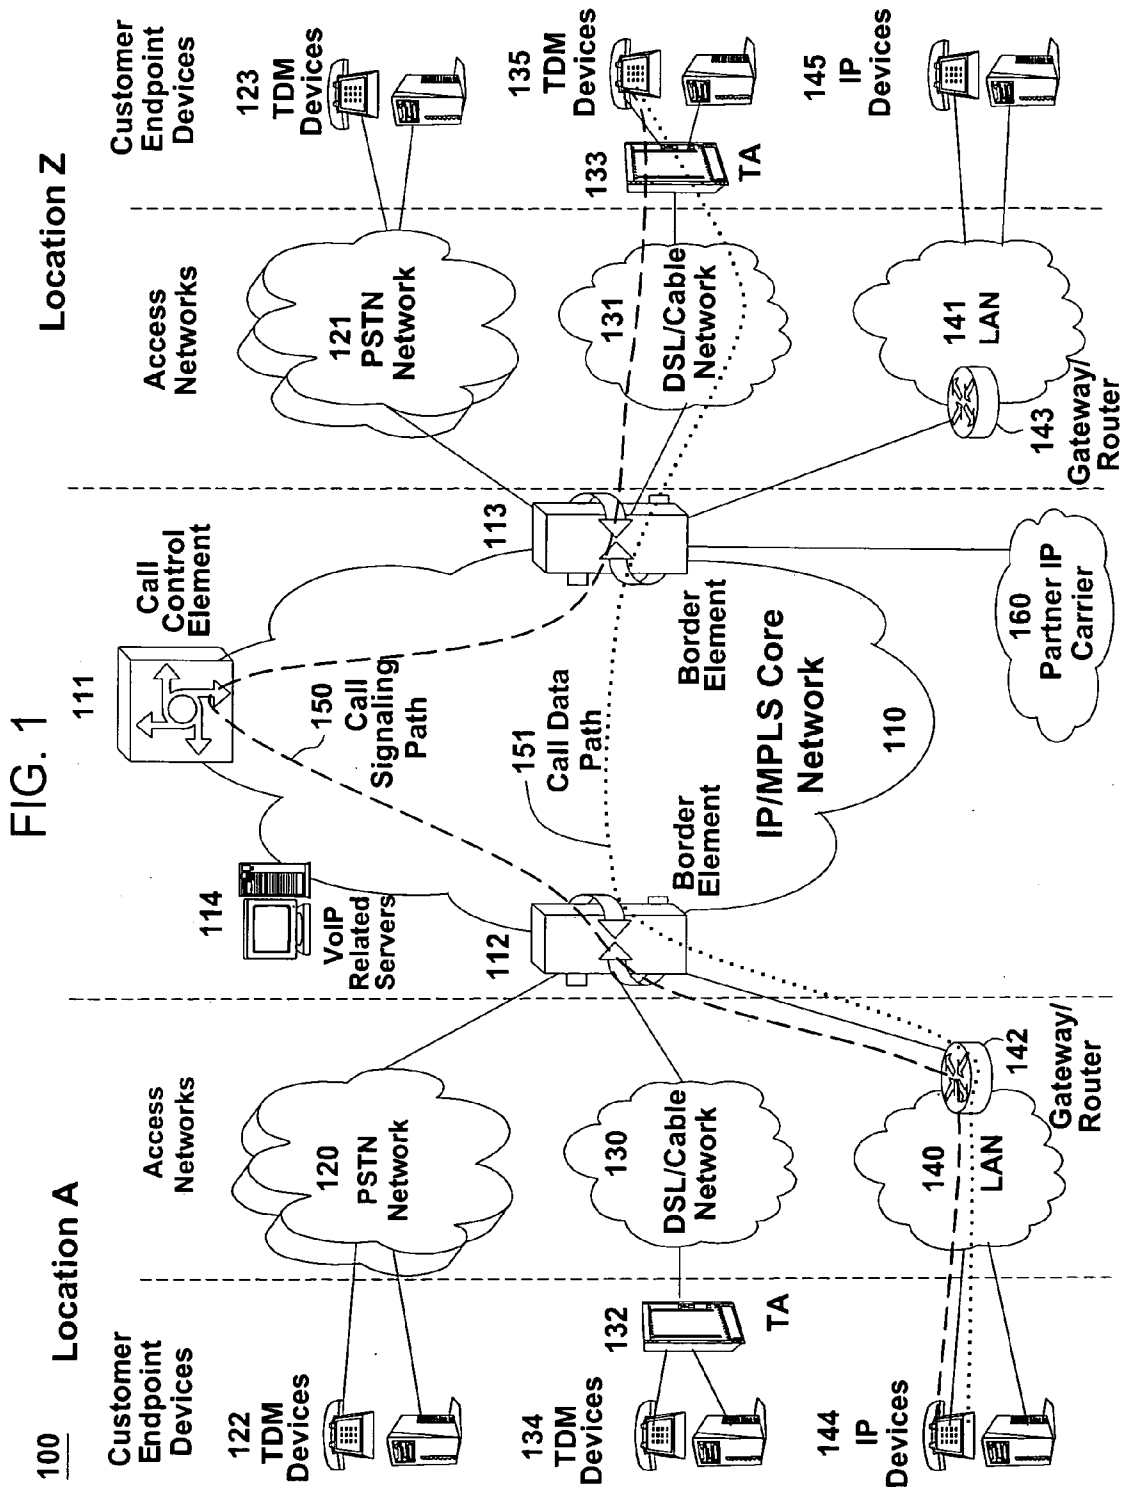 FIG. 1
100
Location A
Location Z
Customer
Endpoint
Devices
Access
Networks
Access
Networks
Customer
Endpoint
Devices
122
TDM
Devices
120
PSTN
Network
114
VoIP
Related
Servers
111
Call
Control
Element
150
Call
Signaling
Path
121
PSTN
Network
123
TDM
Devices
134
TDM
Devices
132
TA
130
DSL/Cable
Network
112
Border
Element
151
Call Data
Path
113
Border
Element
131
DSL/Cable
Network
133
TA
135
TDM
Devices
IP/MPLS Core
Network
110
144
IP
Devices
140
LAN
142
Gateway/
Router
160
Partner IP
Carrier
143
Gateway/
Router
141
LAN
145
IP
Devices